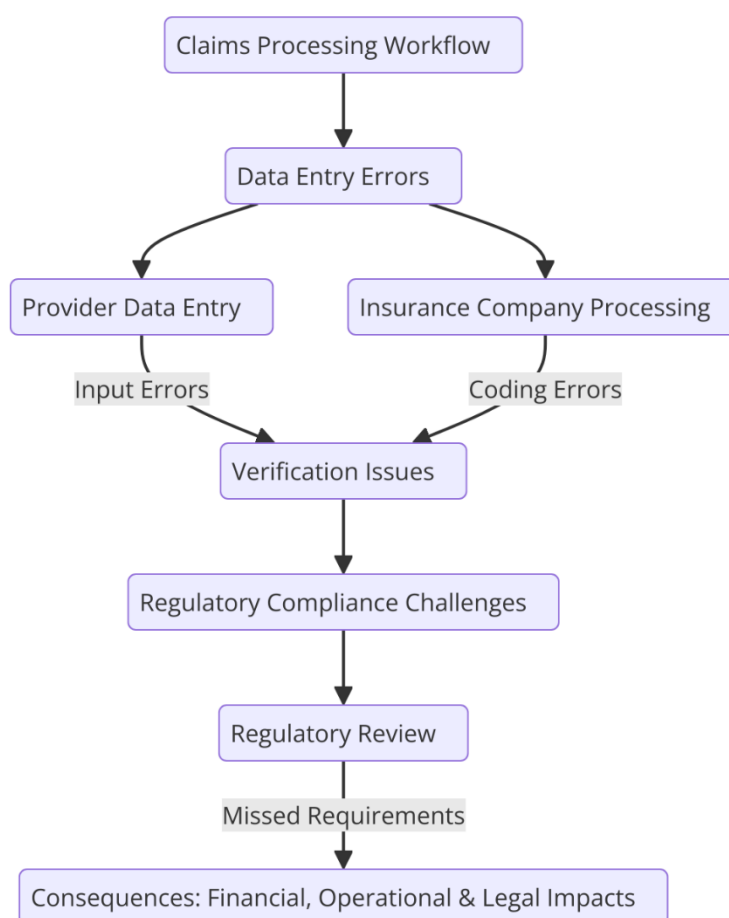 Claims Processing Workflow
Data Entry Errors
Provider Data Entry
Insurance Company Processing
Input Errors
Coding Errors
Verification Issues
Regulatory Compliance Challenges
Regulatory Review
Missed Requirements
Consequences: Financial, Operational & Legal Impacts